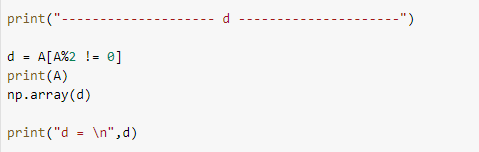 print("-------------------- d ---------------------")
d = A[A%2 != 0]
print(A)
np.array(d)
print("d = \n",d)